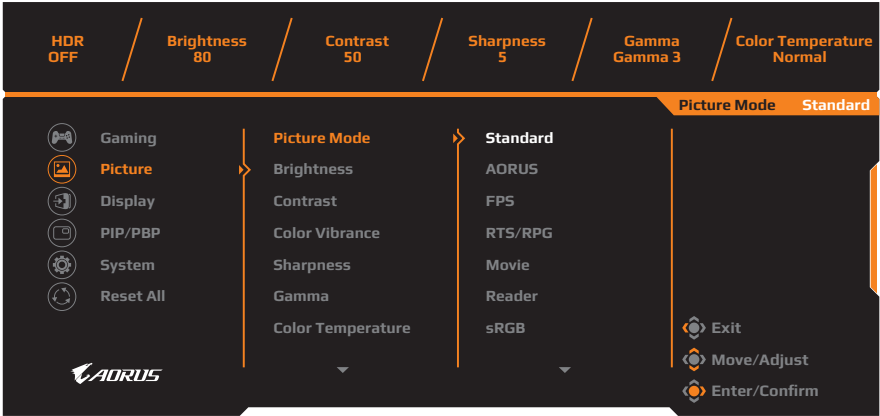 HDR
OFF
Brightness
80
Contrast
50
Sharpness
5
Gamma
Gamma 3
Color Temperature
Normal
Picture Mode Standard
Gaming
Picture
Display
PIP/PBP
System
Reset All
Picture Mode
Brightness
Contrast
Color Vibrance
Sharpness
Gamma
Color Temperature
Standard
AORUS
FPS
RTS/RPG
Movie
Reader
sRGB
Exit
Move/Adjust
Enter/Confirm
AORUS